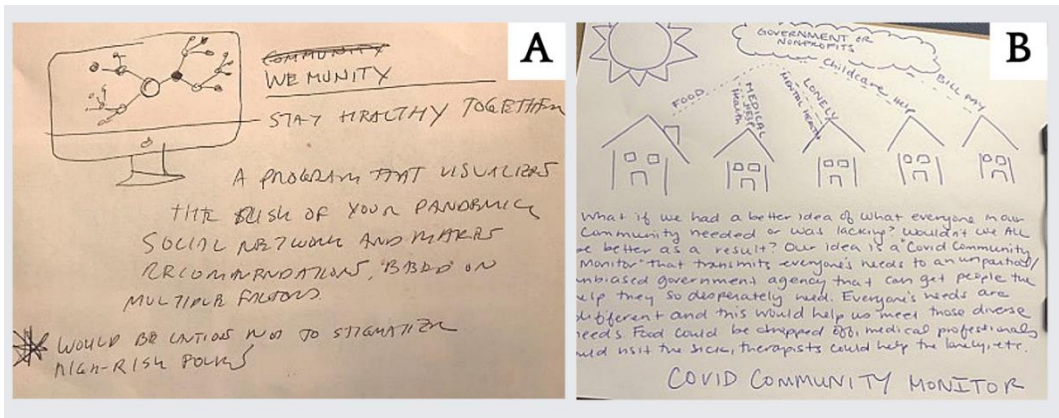 A
COMMUNITY
WEMUNITY
STAY HEALTHY TOGETHER
A PROGRAM THAT VISUALIZES
THE RISK OF YOUR PANDEMIC
SOCIAL NETWORK AND MAKES
RECOMMENDATIONS, BASED ON
MULTIPLE FACTORS.
WOULD BE CAUTIOUS NOT TO STIGMATIZE
HIGH-RISK FOLKS
B
GOVERNMENT OR
NONPROFITS
FOOD
MEDICAL
HELP
Health
LONELY
MENTAL HEALTH
Childcare Help
BILL PAY
What if we had a better idea of what everyone in our
Community needed or was lacking? Wouldn't we ALL
be better as a result? Our idea is a "Covid Community
Monitor" that transmits everyone's needs to an unpartial/
unbiased government agency that can get people the
help they so desperately need. Everyone's needs are
different and this would help us meet those diverse
needs Food could be dropped off, medical professionals
could visit the sick, therapists could help the lonely, etc.
COVID COMMUNITY MONITOR